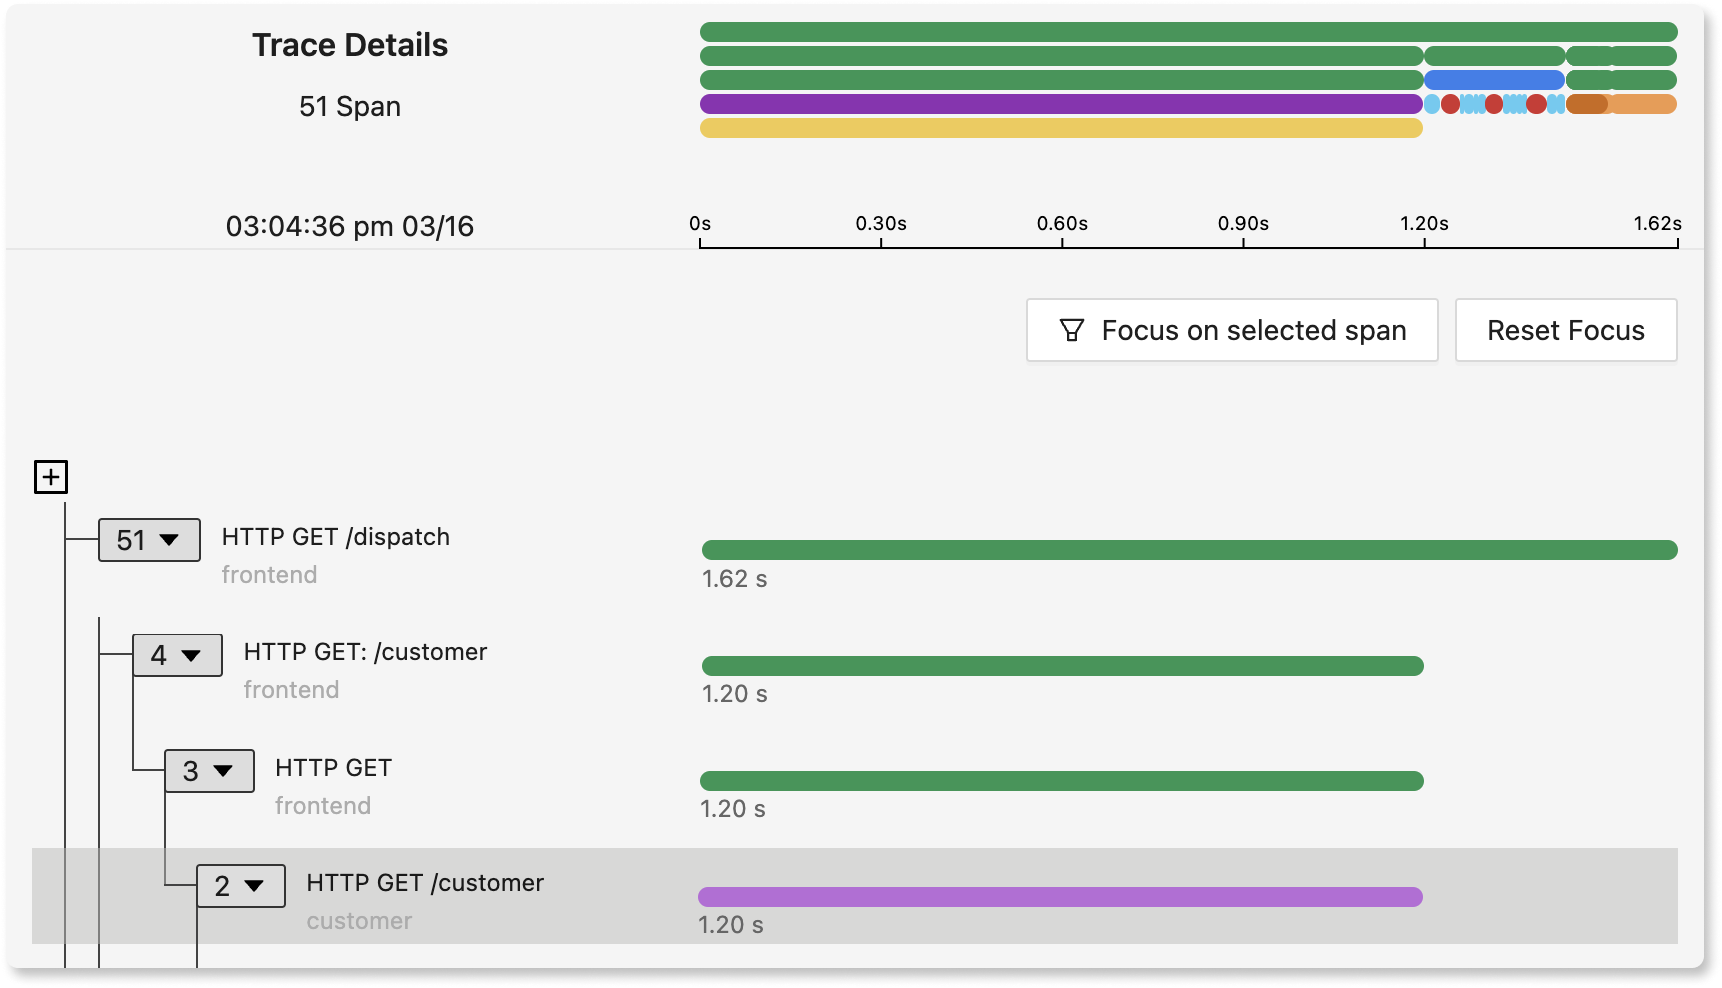 Trace Details
51 Span
03:04:36 pm 03/16
0s 0.30s 0.60s 0.90s 1.20s 1.62s
Focus on selected span Reset Focus
51 HTTP GET /dispatch
frontend
1.62 s
4 HTTP GET: /customer
frontend
1.20 s
3 HTTP GET
frontend
1.20 s
2 HTTP GET /customer
customer
1.20 s